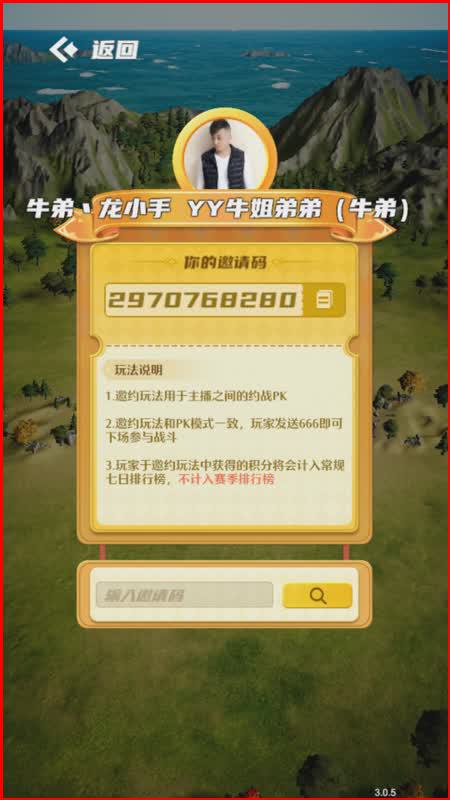 返回
牛弟、龙小手 YY牛姐弟弟（牛弟）
你的邀请码
2970768280
玩法说明
1.邀约玩法用于主播之间的约战PK
2.邀约玩法和PK模式一致，玩家发送666即可
下场参与战斗
3.玩家于邀约玩法中获得的积分将会计入常规
七日排行榜，不计入赛季排行榜
输入邀请码
3.0.5